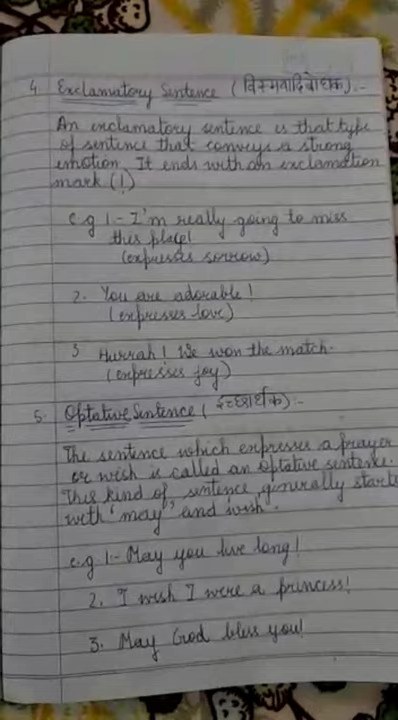 4. Exclamatory Sentence (विस्मयादिबोधक):-
An exclamatory sentence is that type
of sentence that conveys a strong
emotion. It ends with an exclamation
mark (!)
e.g 1- I'm really going to miss
this place!
(expresses sorrow)
2. You are adorable!
(expresses love)
3 Hurrah! We won the match.
(expresses joy)
5. Optative Sentence (इच्छार्थक):-
The sentence which expresses a prayer
or wish is called an optative sentence.
This kind of sentence generally starts
with 'may' and wish'.
e.g. 1- May you live long!
2. I wish I were a princess!
3. May God bless you!